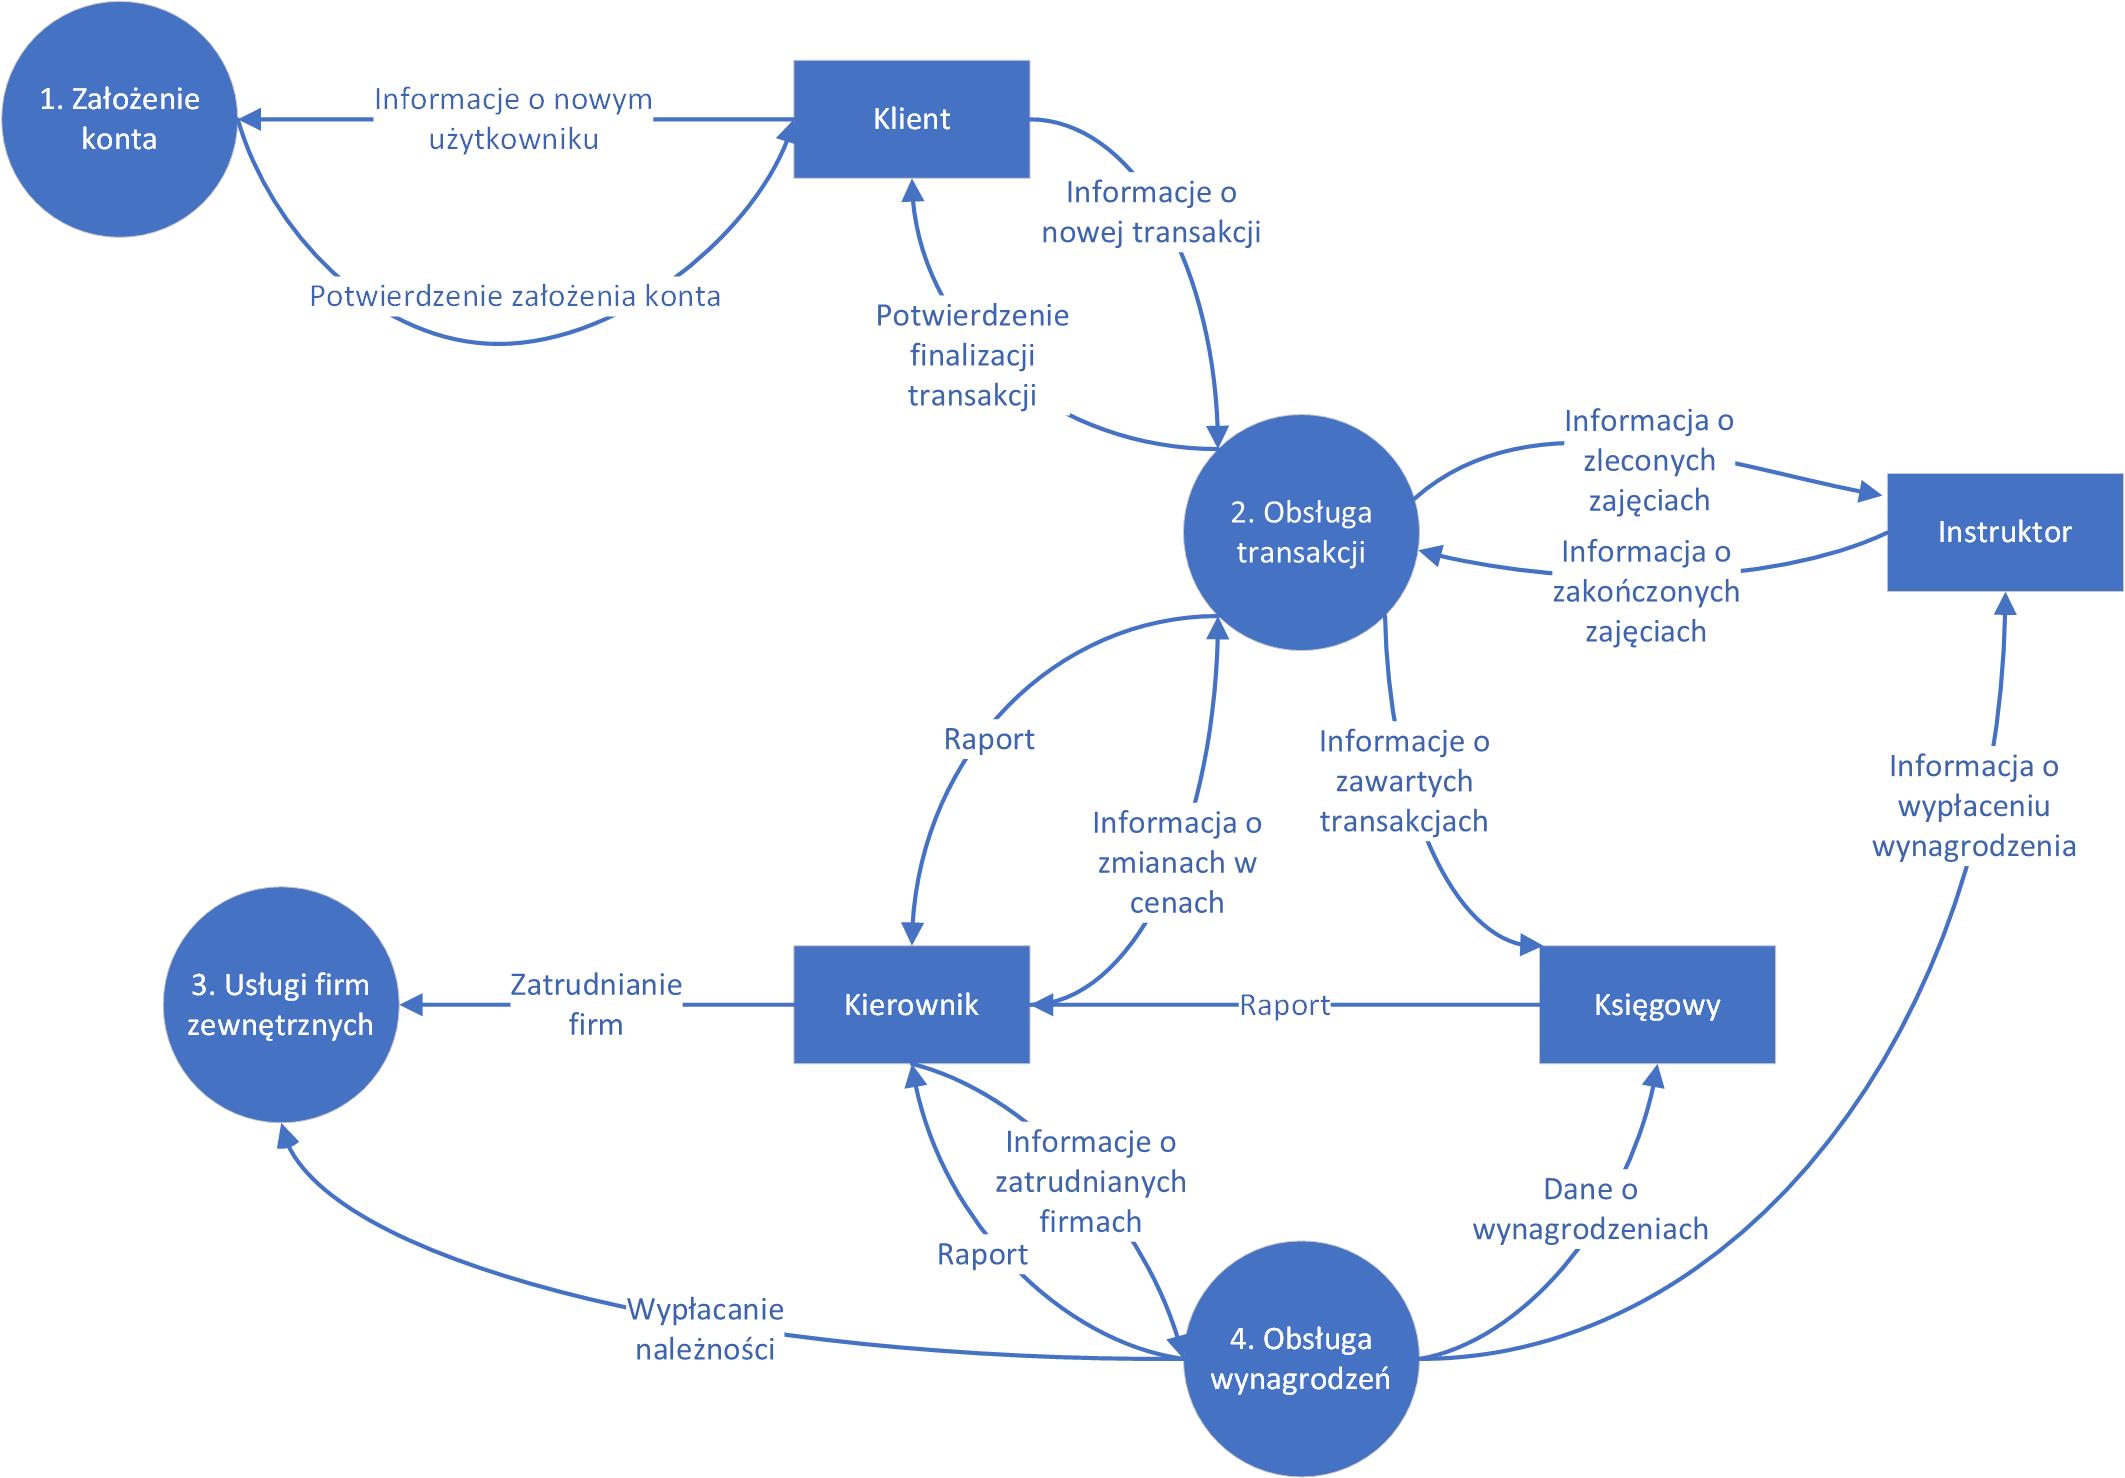 1. Założenie
konta
Informacje o nowym
użytkowniku
Klient
Informacje o
nowej transakcji
Potwierdzenie założenia konta
Potwierdzenie
finalizacji
transakcji
2. Obsługa
transakcji
Informacja o
zleconych
zajęciach
Informacja o
zakończonych
zajęciach
Instruktor
Raport
Informacja o
zmianach w
cenach
Informacje o
zawartych
transakcjach
Informacja o
wypłaceniu
wynagrodzenia
3. Usługi firm
zewnętrznych
Zatrudnianie
firm
Kierownik
Raport
Księgowy
Informacje o
zatrudnianych
firmach
Raport
Dane o
wynagrodzeniach
Wypłacanie
należności
4. Obsługa
wynagrodzeń